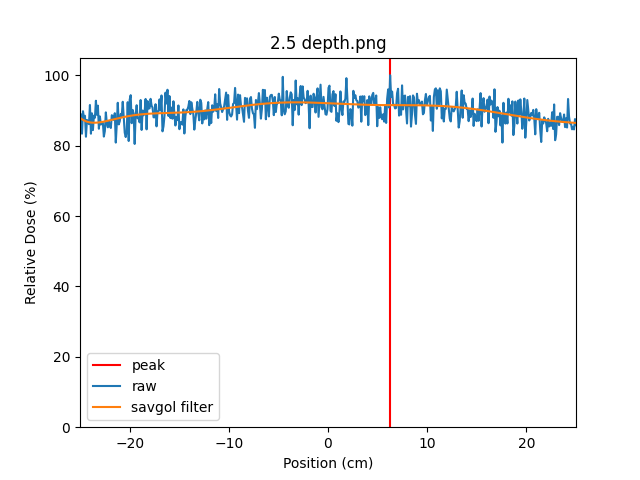 2.5 depth.png
Relative Dose (%)
100
80
60
40
20
0
peak
raw
savgol filter
−20
−10
0
10
20
Position (cm)